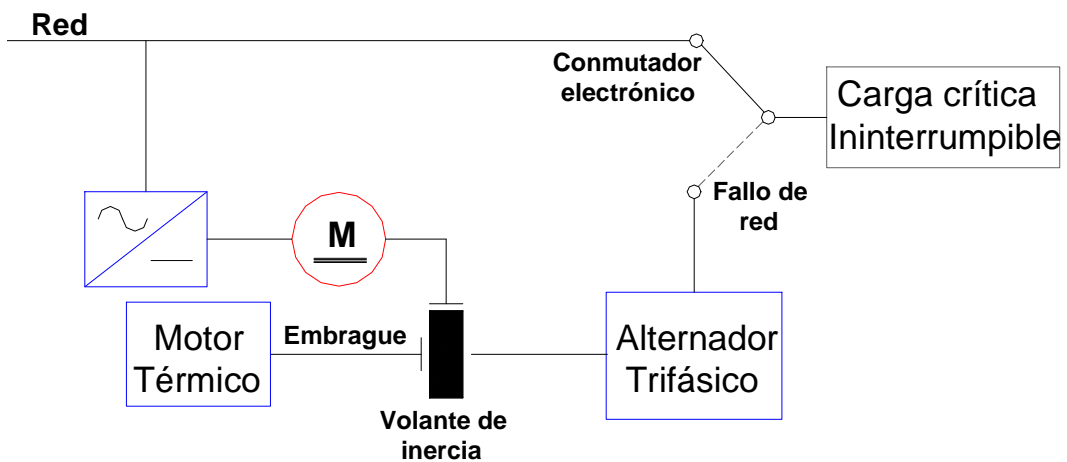 Red
Conmutador
electrónico
Carga crítica
Ininterrumpible
Fallo de
red
M
Motor
Térmico
Embrague
Alternador
Trifásico
Volante de
inercia